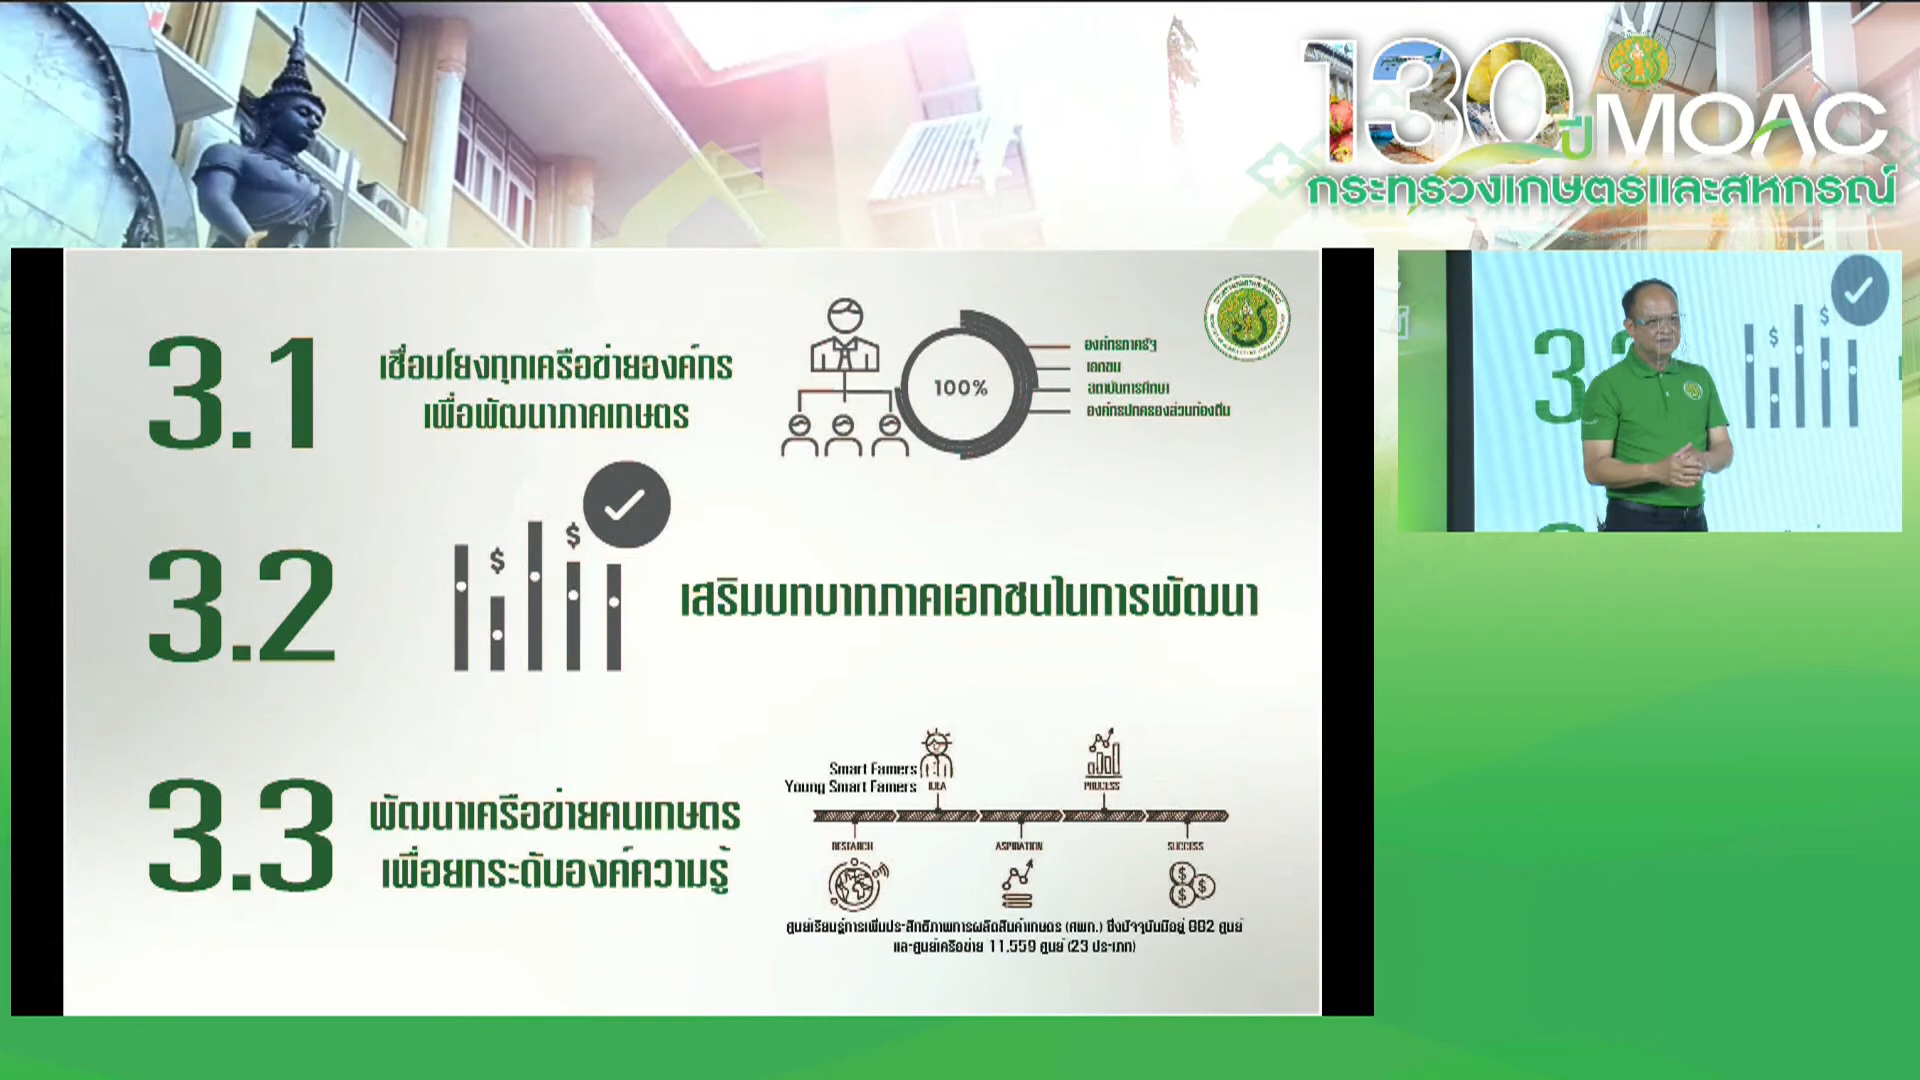 130 ปี MOAC
กระทรวงเกษตรและสหกรณ์
3.1
เชื่อมโยงทุกเครือข่ายองค์กร
เพื่อพัฒนาภาคเกษตร
100%
องค์กรภาครัฐ
เอกชน
สถาบันการศึกษา
องค์กรปกครองส่วนท้องถิ่น
3.2
$
$
เสริมบทบาทภาคเอกชนในการพัฒนา
3.3
พัฒนาเครือข่ายคนเกษตร
เพื่อยกระดับองค์ความรู้
Smart Famers
Young Smart Famers
IDEA
PROCESS
RESEARCH
ASPIRATION
SUCCESS
ศูนย์เรียนรู้การเพิ่มประสิทธิภาพการผลิตสินค้าเกษตร (ศพก.) ซึ่งปัจจุบันมีอยู่ 882 ศูนย์
และศูนย์เครือข่าย 11,559 ศูนย์ (23 ประเภท)